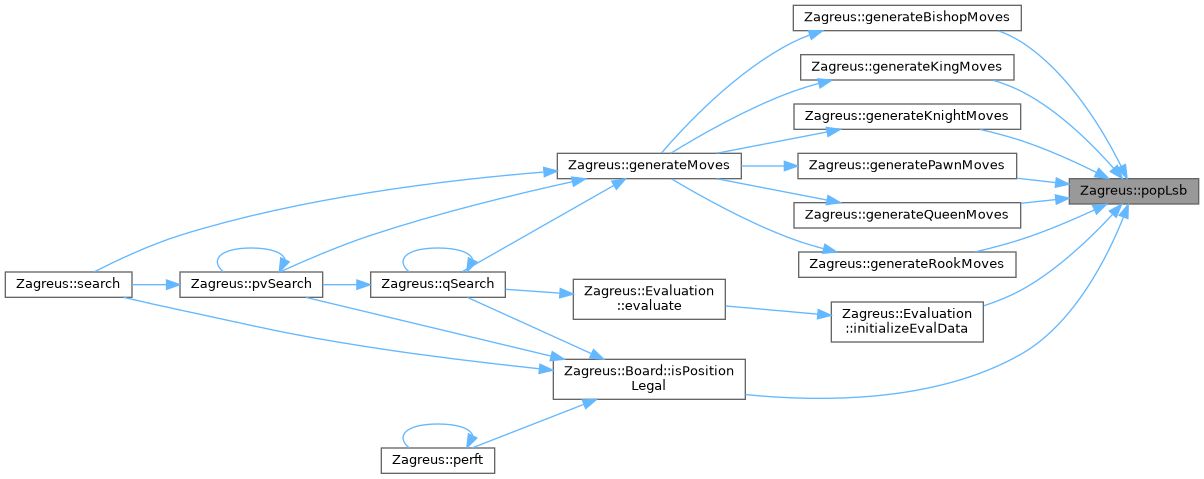 Zagreus::generateBishopMoves
Zagreus::generateKingMoves
Zagreus::generateKnightMoves
Zagreus::generateMoves
Zagreus::generatePawnMoves
Zagreus::popLsb
Zagreus::generateQueenMoves
Zagreus::generateRookMoves
Zagreus::search
Zagreus::pvSearch
Zagreus::qSearch
Zagreus::Evaluation
::evaluate
Zagreus::Evaluation
::initializeEvalData
Zagreus::Board::isPosition
Legal
Zagreus::perft